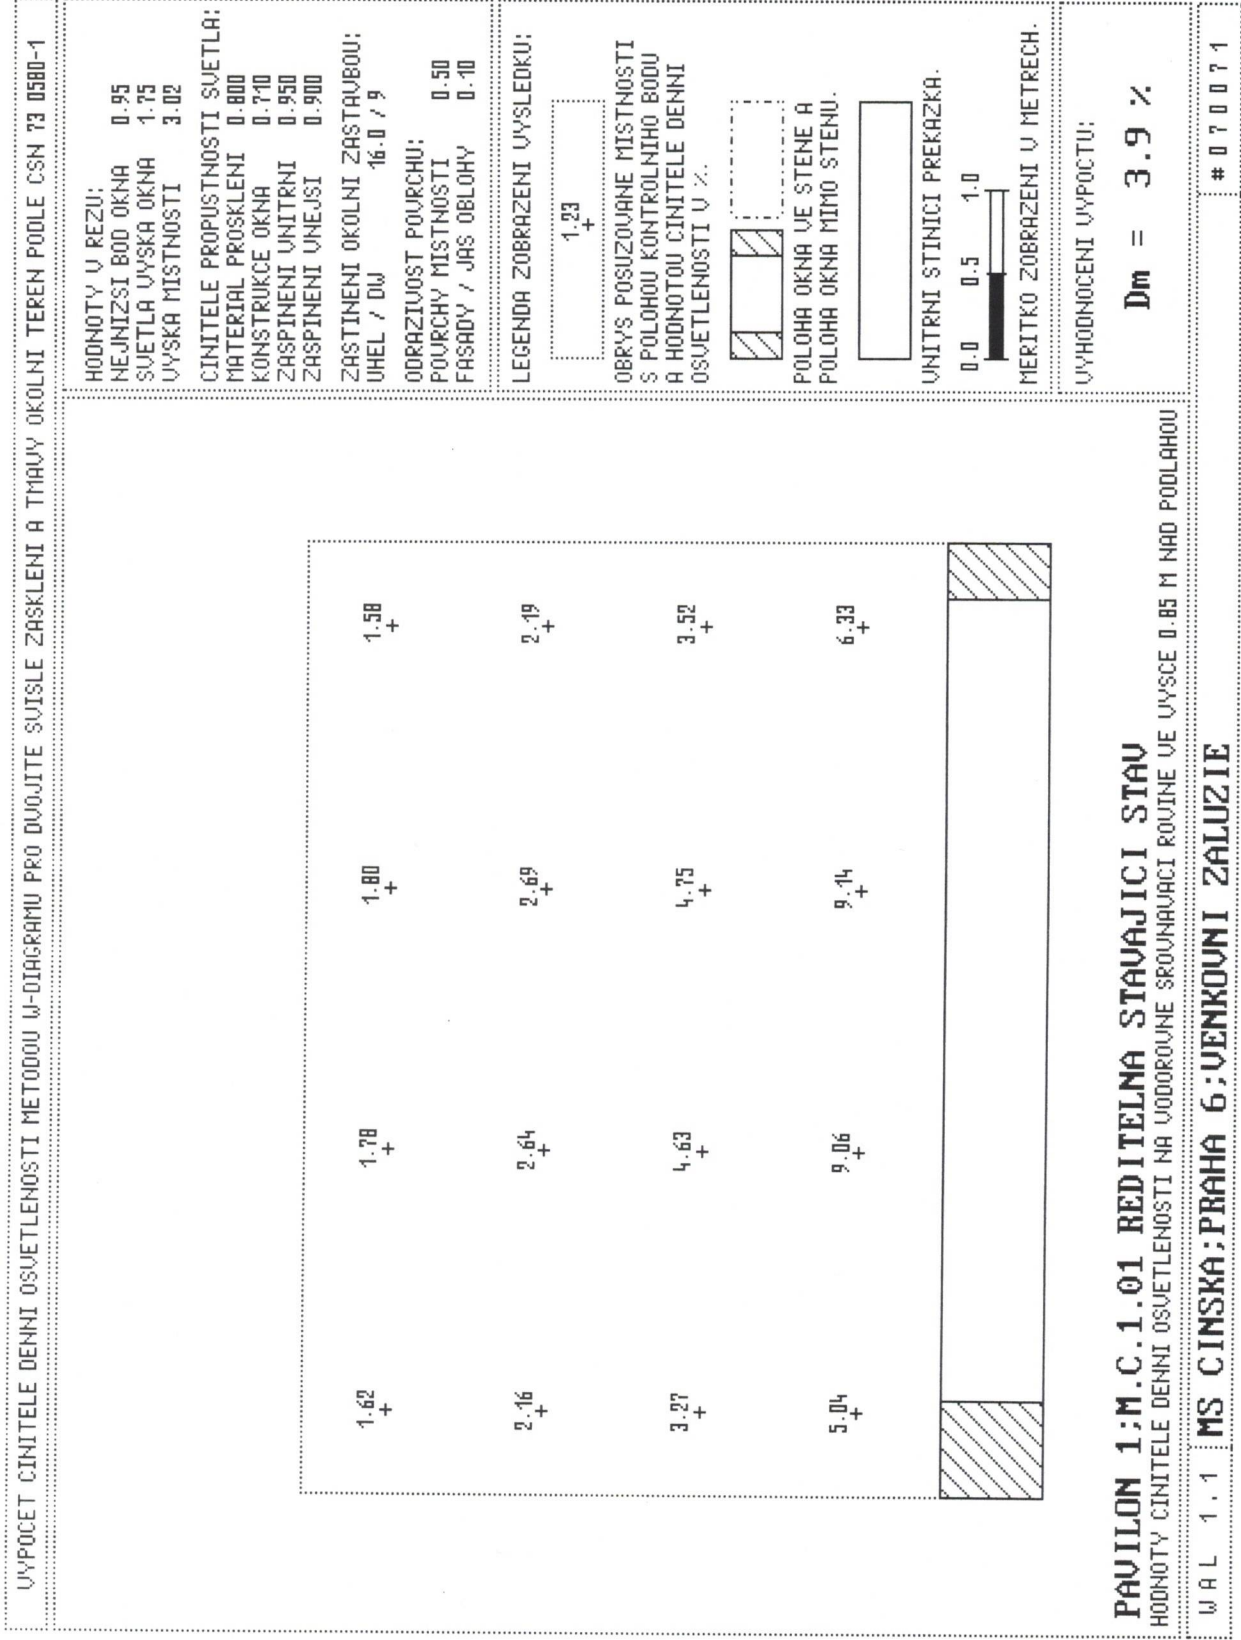 VYPOCET CINITELE DENNI OSVETLENOSTI METODOU W-DIAGRAMU PRO DVOJITE SVISLE ZASKLENI A TMAVY OKOLNI TEREN PODLE CSN 73 0580-1
1.62
1.78
1.80
1.58
2.16
2.64
2.69
2.19
3.27
4.63
4.75
3.52
5.04
9.06
9.14
6.33
PAVILON 1;M.C.1.01 REDITELNA STAVAJICI STAV
HODNOTY CINITELE DENNI OSVETLENOSTI NA VODOROVNE SROVNAVACI ROVINE VE VYSCE 0.85 M NAD PODLAHOU
HODNOTY V REZU:
NEJNIZSI BOD OKNA 0.95
SVETLA VYSKA OKNA 1.75
VYSKA MISTNOSTI 3.02
CINITELE PROPUSTNOSTI SVETLA:
MATERIAL PROSKLENI 0.800
KONSTRUKCE OKNA 0.710
ZASPINENI VNITRNI 0.950
ZASPINENI VNEJSI 0.900
ZASTINENI OKOLNI ZASTAVBOU:
UHEL / DW 16.0 / 9
ODRAZIVOST POVRCHU:
POVRCHY MISTNOSTI 0.50
FASADY / JAS OBLOHY 0.10
LEGENDA ZOBRAZENI VYSLEDKU:
1.23
OBRYS POSUZOVANE MISTNOSTI
S POLOHOU KONTROLNIHO BODU
A HODNOTOU CINITELE DENNI
OSVETLENOSTI V %.
POLOHA OKNA VE STENE A
POLOHA OKNA MIMO STENU.
VNITRNI STINICI PREKAZKA.
0.0 0.5 1.0
MERITKO ZOBRAZENI V METRECH.
VYHODNOCENI VYPOCTU:
Dm = 3.9 %
WAL 1.1
MS CINSKA;PRAHA 6;VENKOVNI ZALUZIE
# 070071